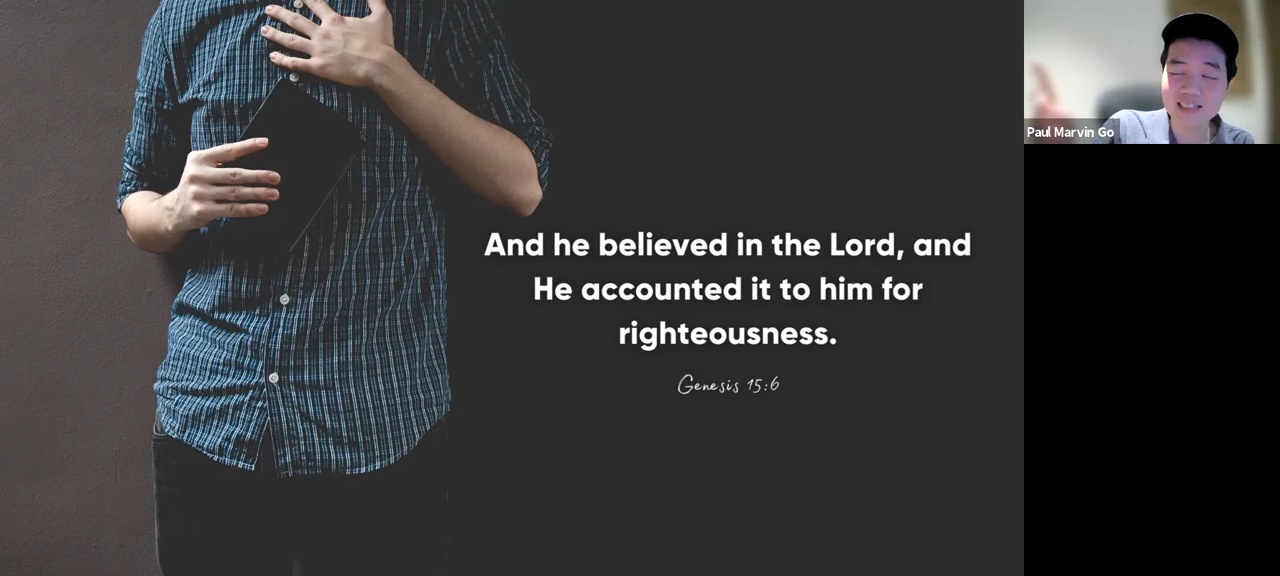 And he believed in the Lord, and
He accounted it to him for
righteousness.
Genesis 15:6
Paul Marvin Go